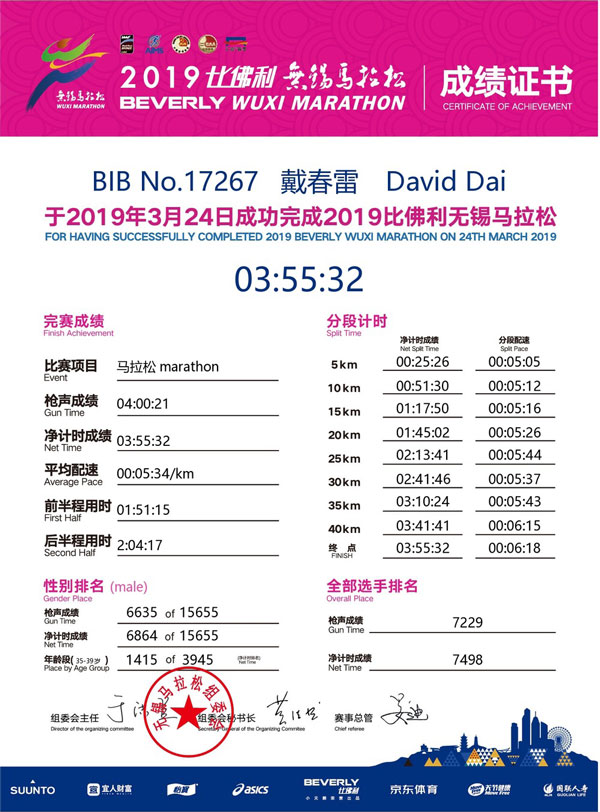 2019 比佛利 無锡马拉松
BEVERLY WUXI MARATHON
成绩证书
CERTIFICATE OF ACHIEVEMENT
無锡马拉松
WUXI MARATHON
BIB No.17267 戴春雷 David Dai
于2019年3月24日成功完成2019比佛利无锡马拉松
FOR HAVING SUCCESSFULLY COMPLETED 2019 BEVERLY WUXI MARATHON ON 24TH MARCH 2019
03:55:32
完赛成绩
Finish Achievement
比赛项目 马拉松 marathon
Event
枪声成绩 04:00:21
Gun Time
净计时成绩 03:55:32
Net Time
平均配速 00:05:34/km
Average Pace
前半程用时 01:51:15
First Half
后半程用时 2:04:17
Second Half
分段计时
Split Time
净计时成绩 分段配速
Net Split Time Split Pace
5km 00:25:26 00:05:05
10km 00:51:30 00:05:12
15km 01:17:50 00:05:16
20km 01:45:02 00:05:26
25km 02:13:41 00:05:44
30km 02:41:46 00:05:37
35km 03:10:24 00:05:43
40km 03:41:41 00:06:15
终 点 03:55:32 00:06:18
FINISH
性别排名 (male)
Gender Place
枪声成绩 6635 of 15655
Gun Time
净计时成绩 6864 of 15655
Net Time
年龄段( 35-39岁 ) 1415 of 3945 (净计时排名)
Place by Age Group Net Time
全部选手排名
Overall Place
枪声成绩 7229
Gun Time
净计时成绩 7498
Net Time
无锡马拉松组委会
组委会主任 组委会秘书长 赛事总管
Director of the organizing committee Secretary General of the Organizing Committee Chief referee
SUUNTO 宜人财富 怡宝 asics BEVERLY 比佛利 京东体育 天节健康 Move Free 国联人寿 GUOLIAN LIFE